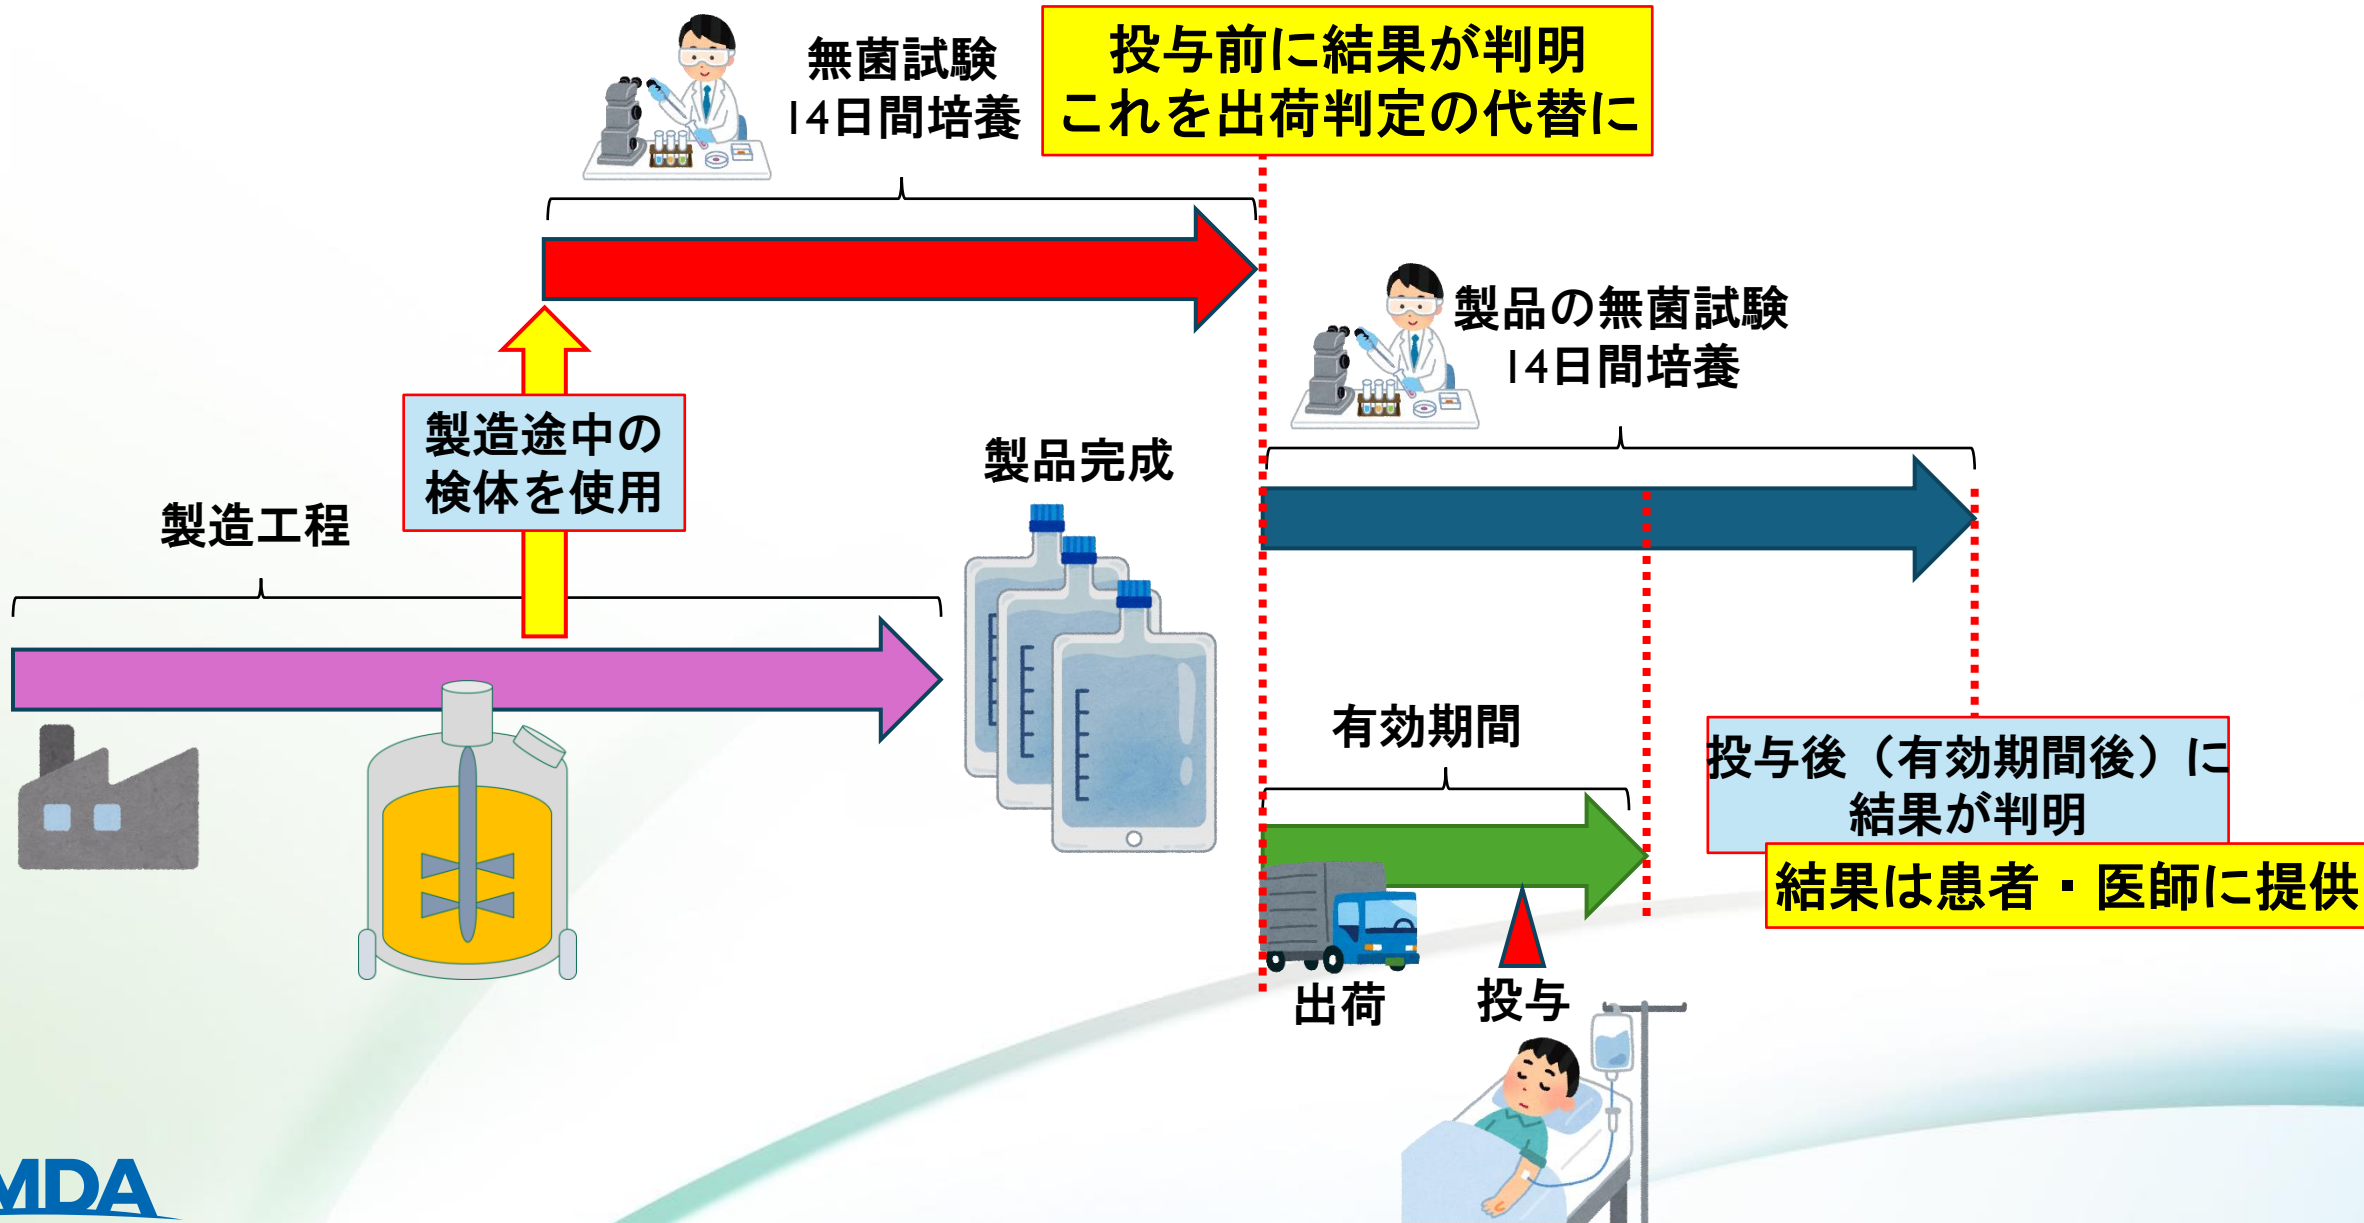 無菌試験
14日間培養
投与前に結果が判明
これを出荷判定の代替に
製品の無菌試験
14日間培養
製造途中の
検体を使用
製造工程
製品完成
有効期間
投与後（有効期間後）に
結果が判明
結果は患者・医師に提供
出荷
投与
MDA